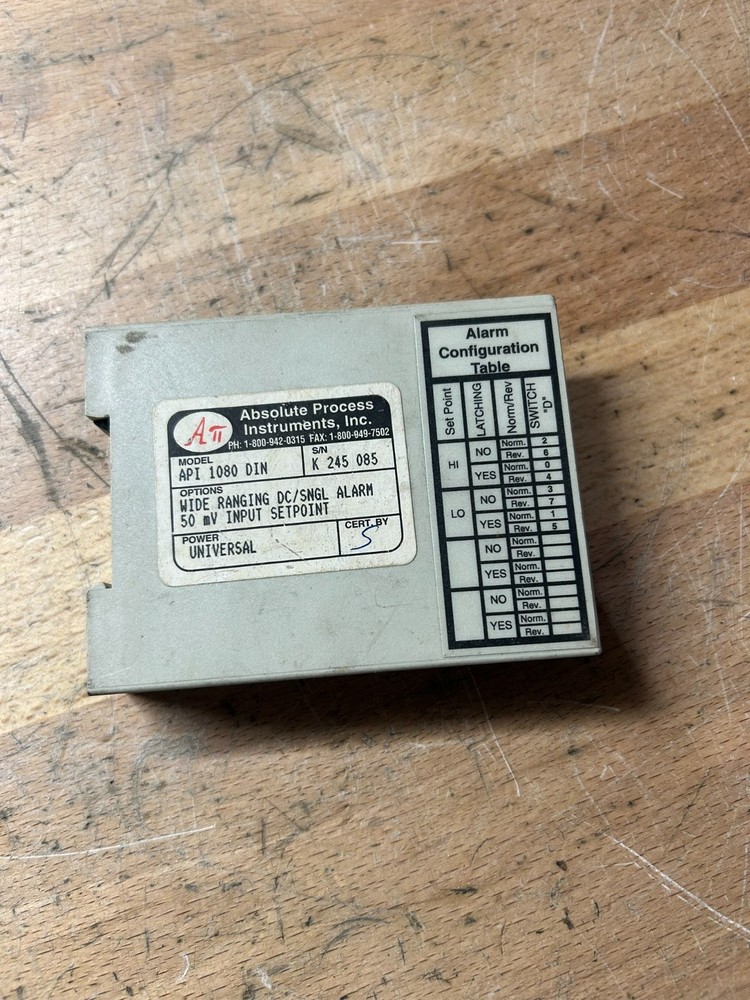 Aπ
Absolute Process
Instruments, Inc.
PH: 1-800-942-0315 FAX: 1-800-949-7502
MODEL
API 1080 DIN
S/N
K 245 085
OPTIONS
WIDE RANGING DC/SNGL ALARM
50 mV INPUT SETPOINT
POWER
UNIVERSAL
CERT. BY
5
Alarm
Configuration
Table
Set Point LATCHING Norm/Rev SWITCH "D"
HI NO Norm. 2
Rev. 6
YES Norm. 0
Rev. 4
LO NO Norm. 3
Rev. 7
YES Norm. 1
Rev. 5
NO Norm.
Rev.
YES Norm.
Rev.
NO Norm.
Rev.
YES Norm.
Rev.